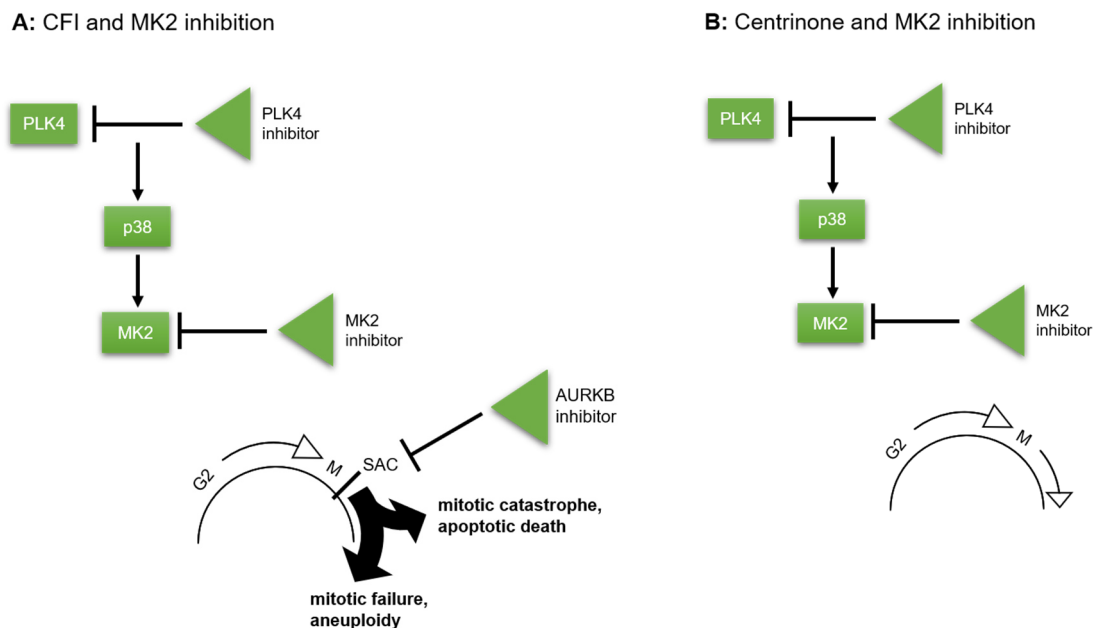 A: CFI and MK2 inhibition
PLK4
PLK4
inhibitor
p38
MK2
MK2
inhibitor
AURKB
inhibitor
G2
M
SAC
mitotic catastrophe,
apoptotic death
mitotic failure,
aneuploidy
B: Centrinone and MK2 inhibition
PLK4
PLK4
inhibitor
p38
MK2
MK2
inhibitor
G2
M